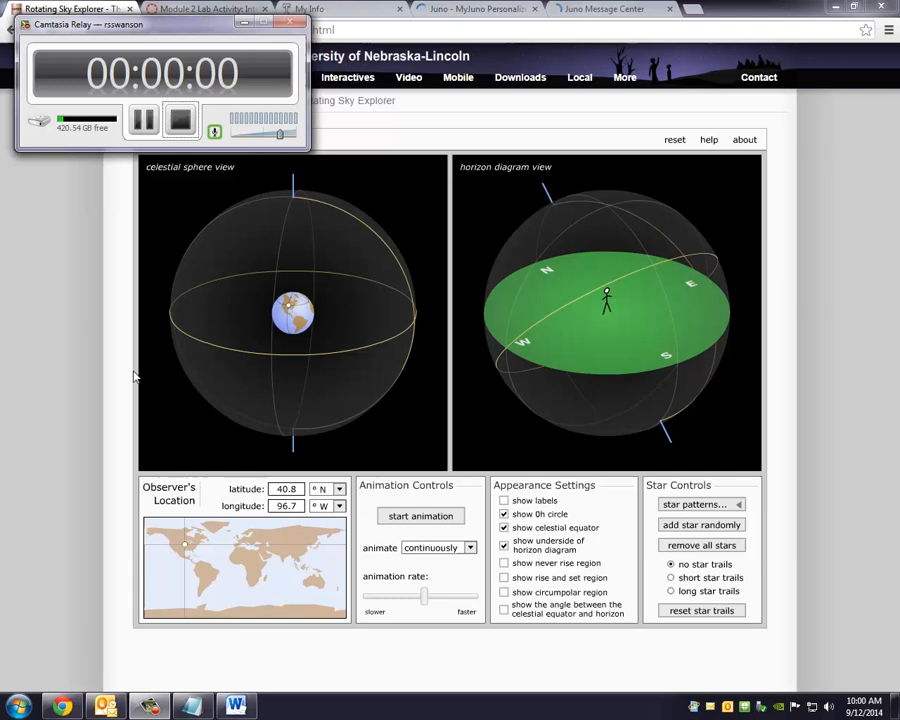 Rotating Sky Explorer - Th
Module 2 Lab Activity: Int
My Info
Juno - MyJuno Personaliz
Juno Message Center
Camtasia Relay — rsswanson
html
00:00:00
420.54 GB free
ersity of Nebraska-Lincoln
Interactives Video Mobile Downloads Local More Contact
tating Sky Explorer
reset help about
celestial sphere view
horizon diagram view
N
E
W
S
Observer's
Location
latitude: 40.8 ° N
longitude: 96.7 ° W
Animation Controls
start animation
animate continuously
animation rate:
slower faster
Appearance Settings
show labels
show 0h circle
show celestial equator
show underside of
horizon diagram
show never rise region
show rise and set region
show circumpolar region
show the angle between the
celestial equator and horizon
Star Controls
star patterns...
add star randomly
remove all stars
no star trails
short star trails
long star trails
reset star trails
10:00 AM
9/12/2014